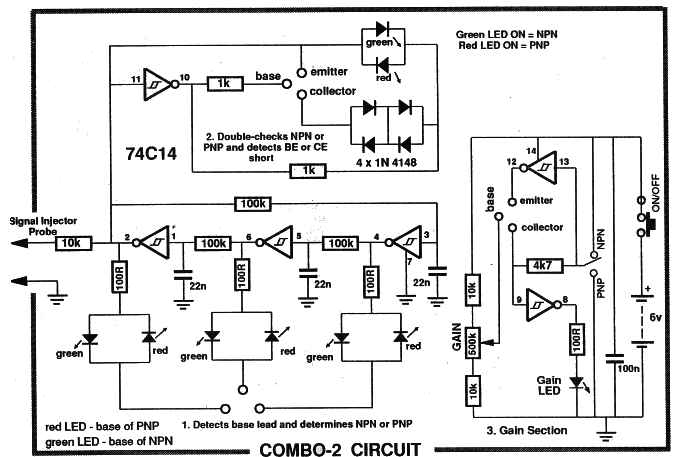 Green LED ON = NPN
Red LED ON = PNP
green
red
11
10
1k
base
emitter
collector
74C14
2. Double-checks NPN or
PNP and detects BE or CE
short
4 x 1N 4148
1k
14
12
13
ON/OFF
base
emitter
collector
Signal Injector
Probe
10k
100k
2
1
100k
6
5
100k
4
3
7
100R
22n
100R
22n
100R
22n
4k7
NPN
PNP
10k
9
8
+
6v
GAIN
500k
100R
100n
green
red
green
red
green
red
10k
Gain
LED
red LED - base of PNP
green LED - base of NPN
1. Detects base lead and determines NPN or PNP
3. Gain Section
COMBO-2 CIRCUIT